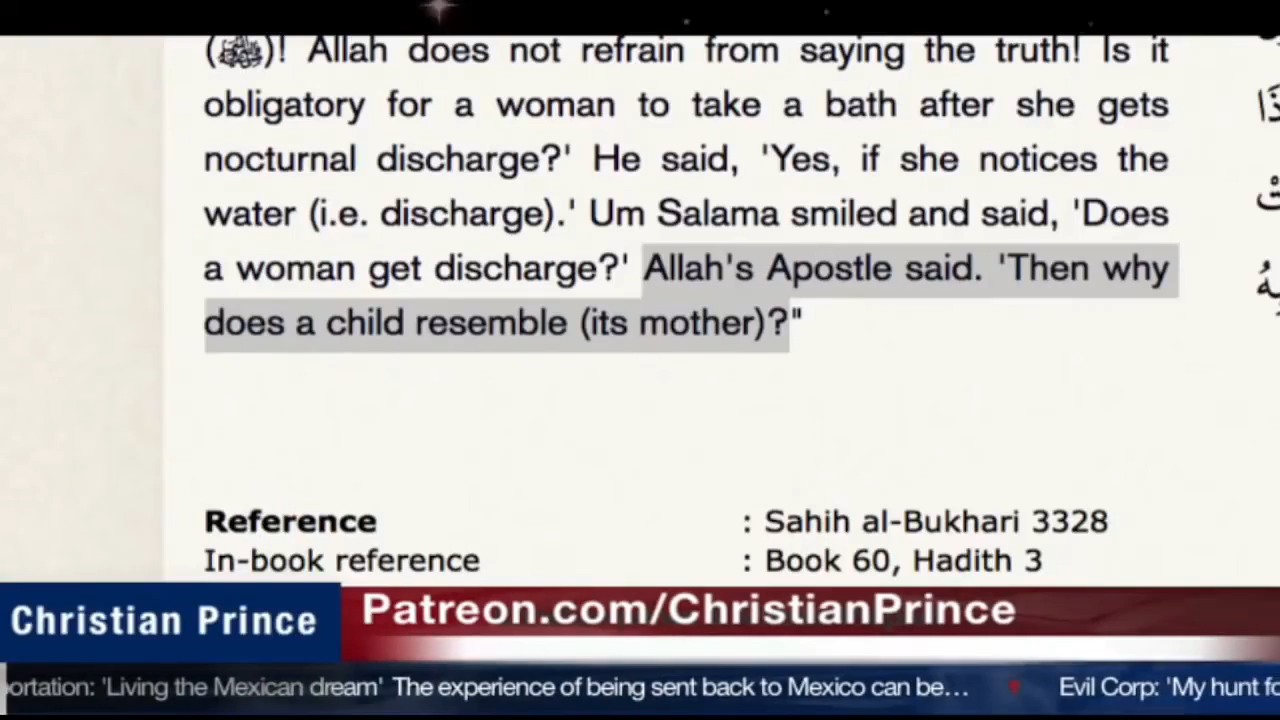 (ﷺ)! Allah does not refrain from saying the truth! Is it
obligatory for a woman to take a bath after she gets
nocturnal discharge?' He said, 'Yes, if she notices the
water (i.e. discharge).' Um Salama smiled and said, 'Does
a woman get discharge?' Allah's Apostle said. 'Then why
does a child resemble (its mother)?"
Reference : Sahih al-Bukhari 3328
In-book reference : Book 60, Hadith 3
Christian Prince
Patreon.com/ChristianPrince
ortation: 'Living the Mexican dream' The experience of being sent back to Mexico can be... Evil Corp: 'My hunt fo